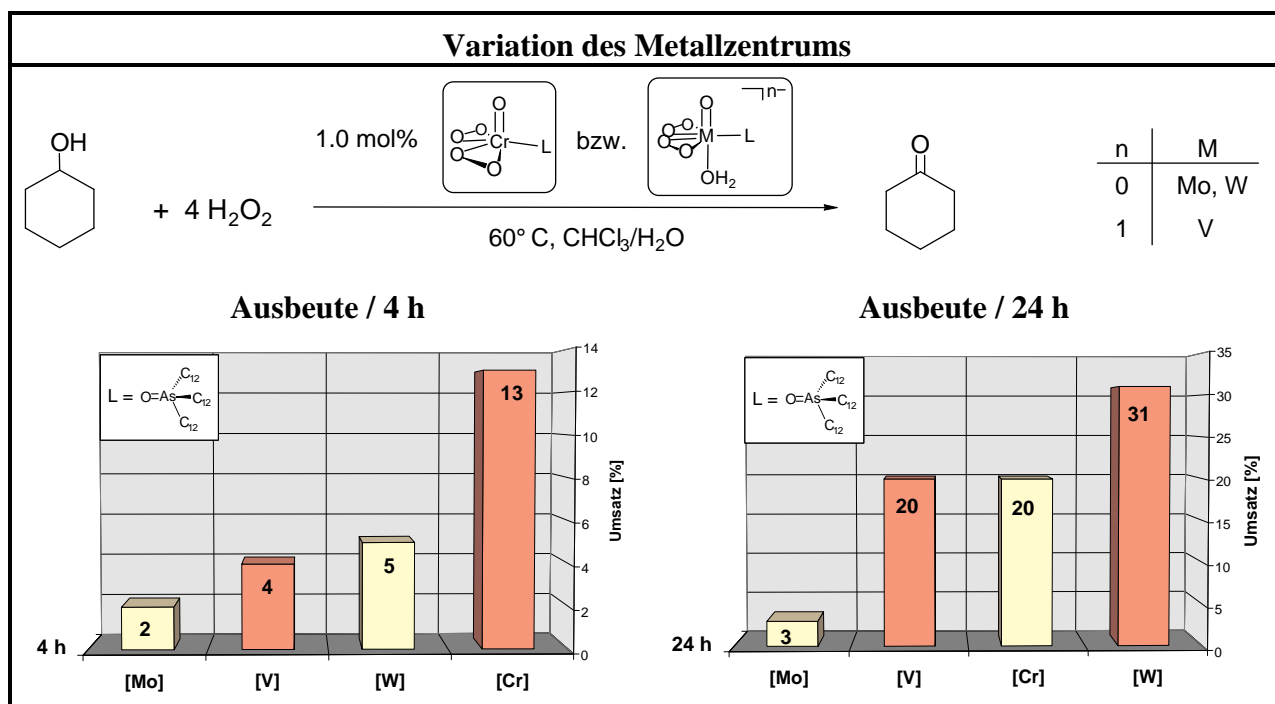 Variation des Metallzentrums
OH
+ 4 H2O2
1.0 mol%
O
O
O
Cr
L
O
O
bzw.
n–
O
O
O
M
L
O
O
OH2
60° C, CHCl3/H2O
O
n M
0 Mo, W
1 V
Ausbeute / 4 h
L = O=As
C12
C12
C12
14
12
10
8
6
4
2
0
Umsatz [%]
2
4
5
13
4 h
[Mo] [V] [W] [Cr]
Ausbeute / 24 h
L = O=As
C12
C12
C12
35
30
25
20
15
10
5
0
Umsatz [%]
3
20
20
31
24 h
[Mo] [V] [Cr] [W]